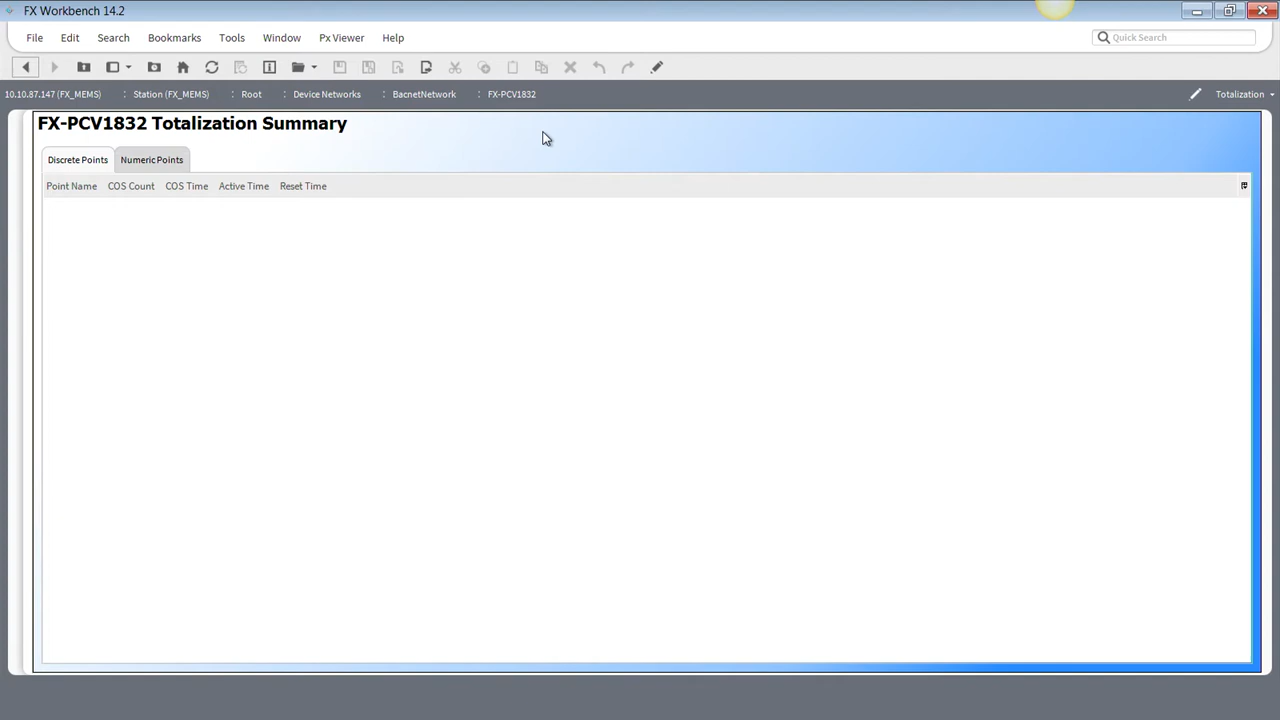 FX Workbench 14.2
File Edit Search Bookmarks Tools Window Px Viewer Help
Quick Search
10.10.87.147 (FX_MEMS) : Station (FX_MEMS) : Root : Device Networks : BacnetNetwork : FX-PCV1832 Totalization
FX-PCV1832 Totalization Summary
Discrete Points Numeric Points
Point Name COS Count COS Time Active Time Reset Time